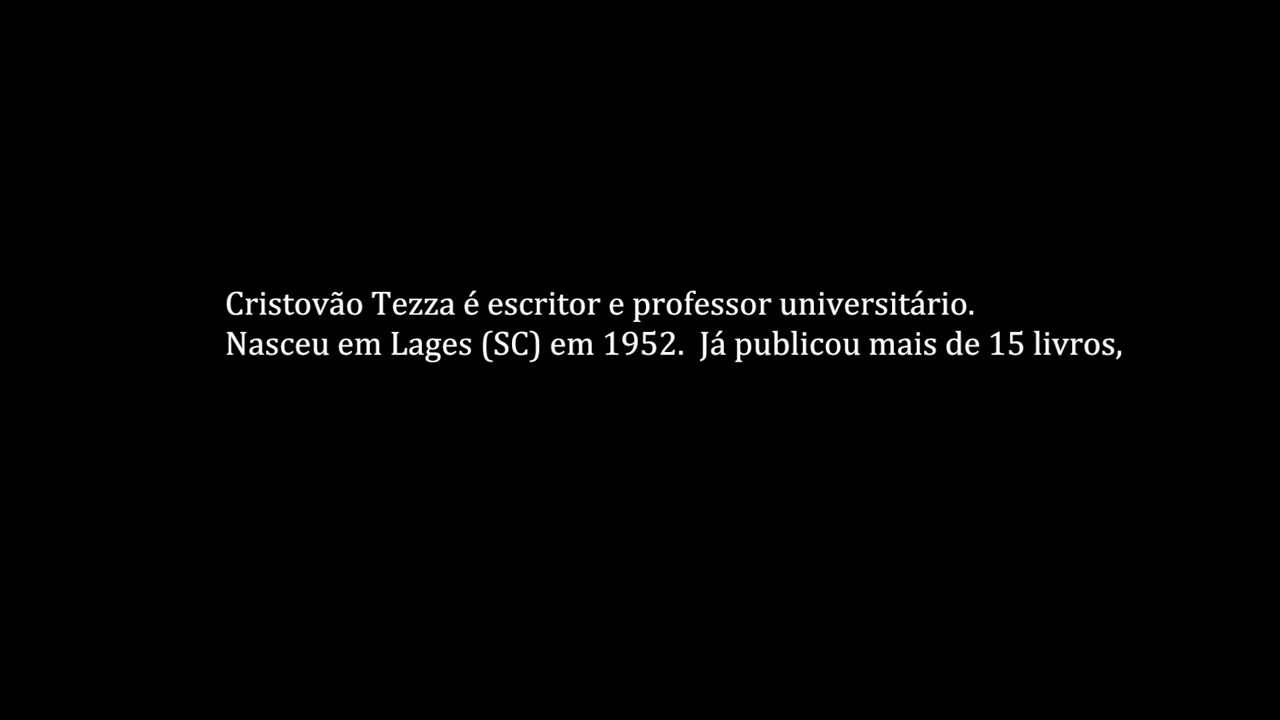 Cristovão Tezza é escritor e professor universitário.
Nasceu em Lages (SC) em 1952.  Já publicou mais de 15 livros,